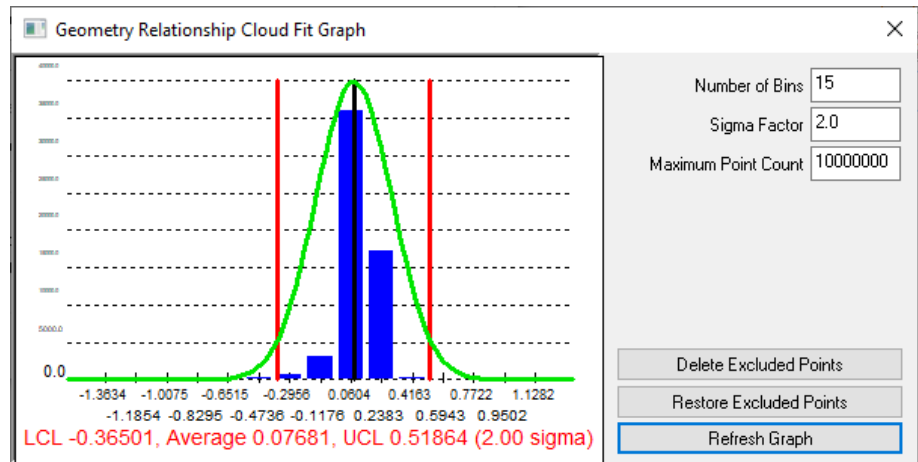 Geometry Relationship Cloud Fit Graph
Number of Bins 15
Sigma Factor 2.0
Maximum Point Count 10000000
5000.0
0.0
-1.3634 -1.0075 -0.6515 -0.2956 0.0604 0.4163 0.7722 1.1282
-1.1854 -0.8295 -0.4736 -0.1176 0.2383 0.5943 0.9502
LCL -0.36501, Average 0.07681, UCL 0.51864 (2.00 sigma)
Delete Excluded Points
Restore Excluded Points
Refresh Graph